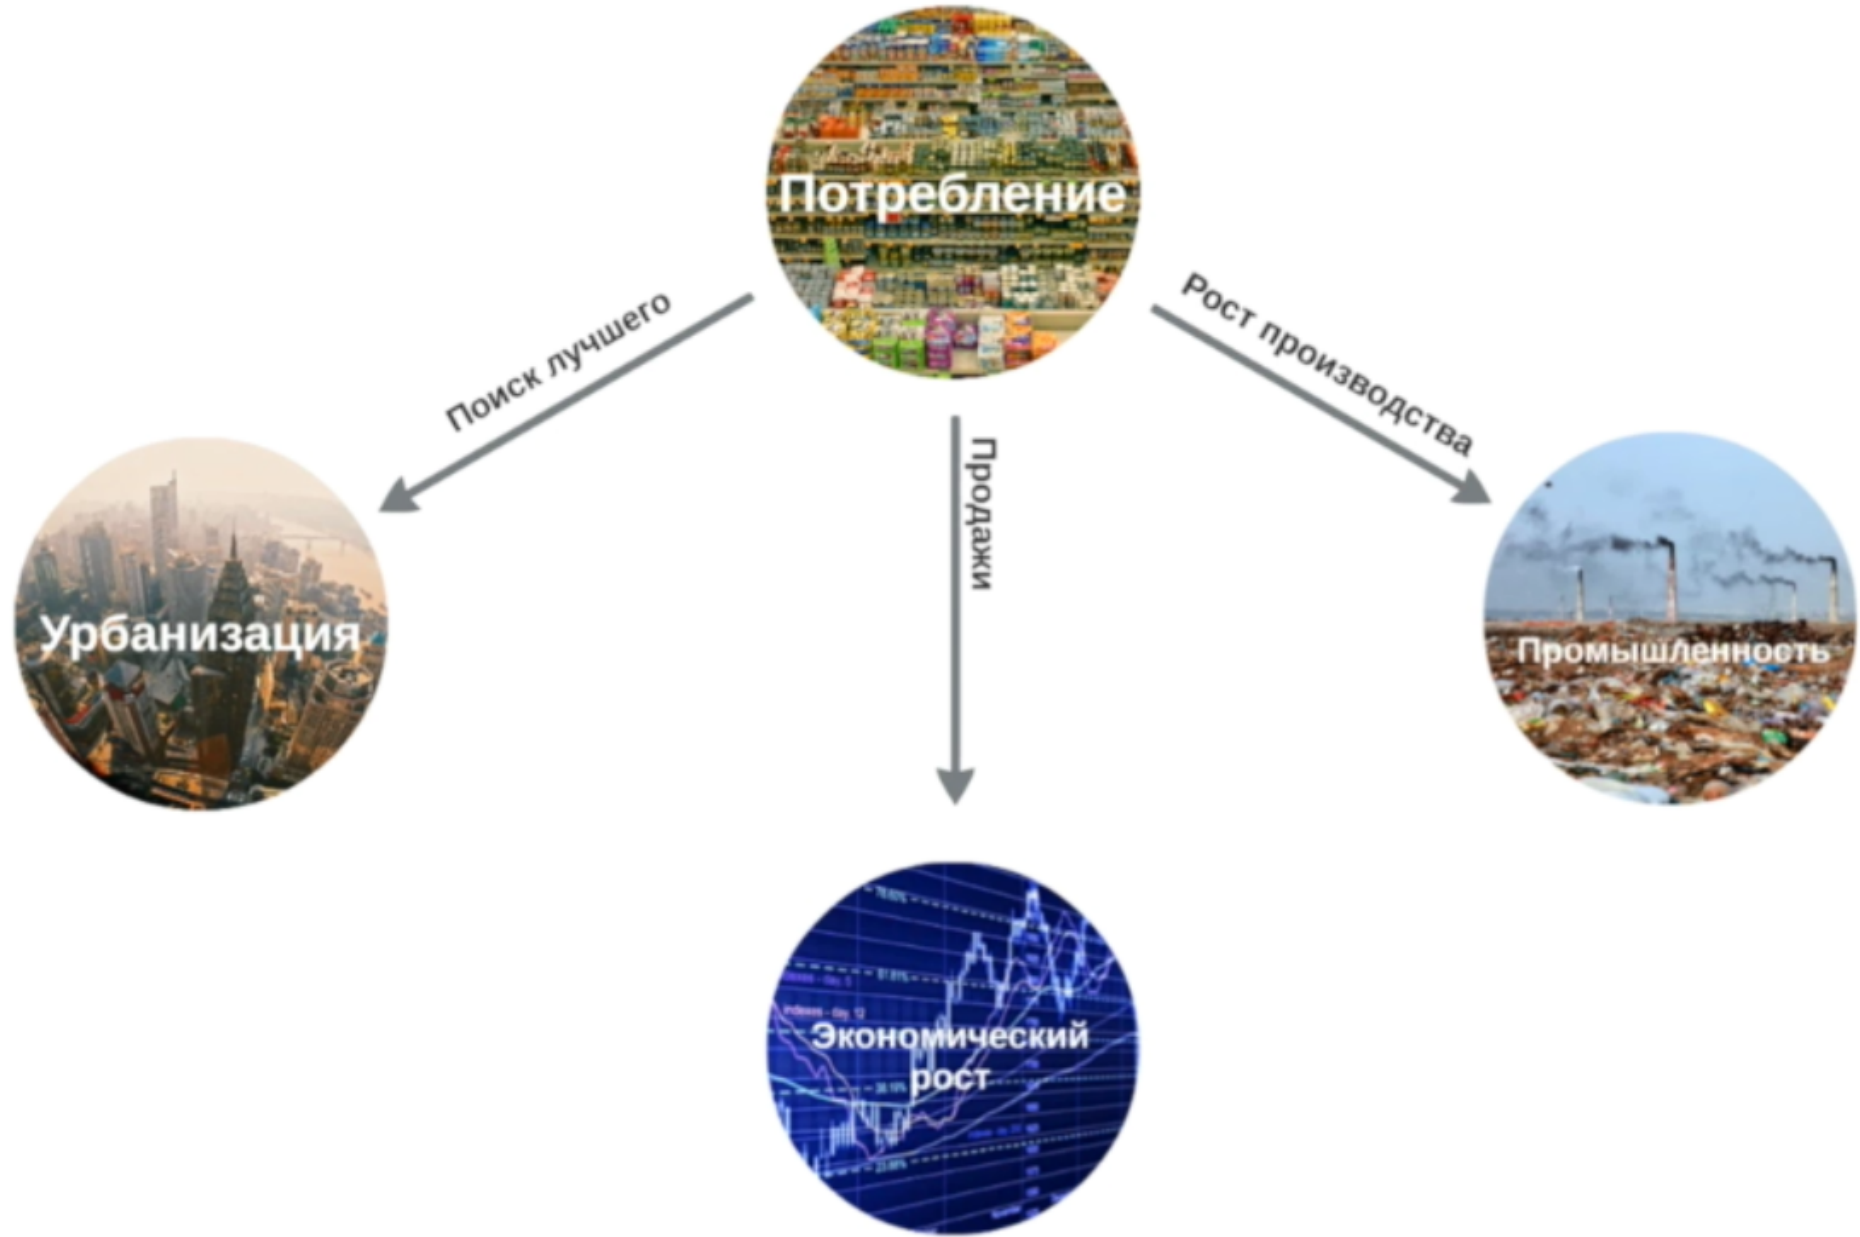 Потребление
Поиск лучшего
Рост производства
Продажи
Урбанизация
Промышленность
Экономический
рост